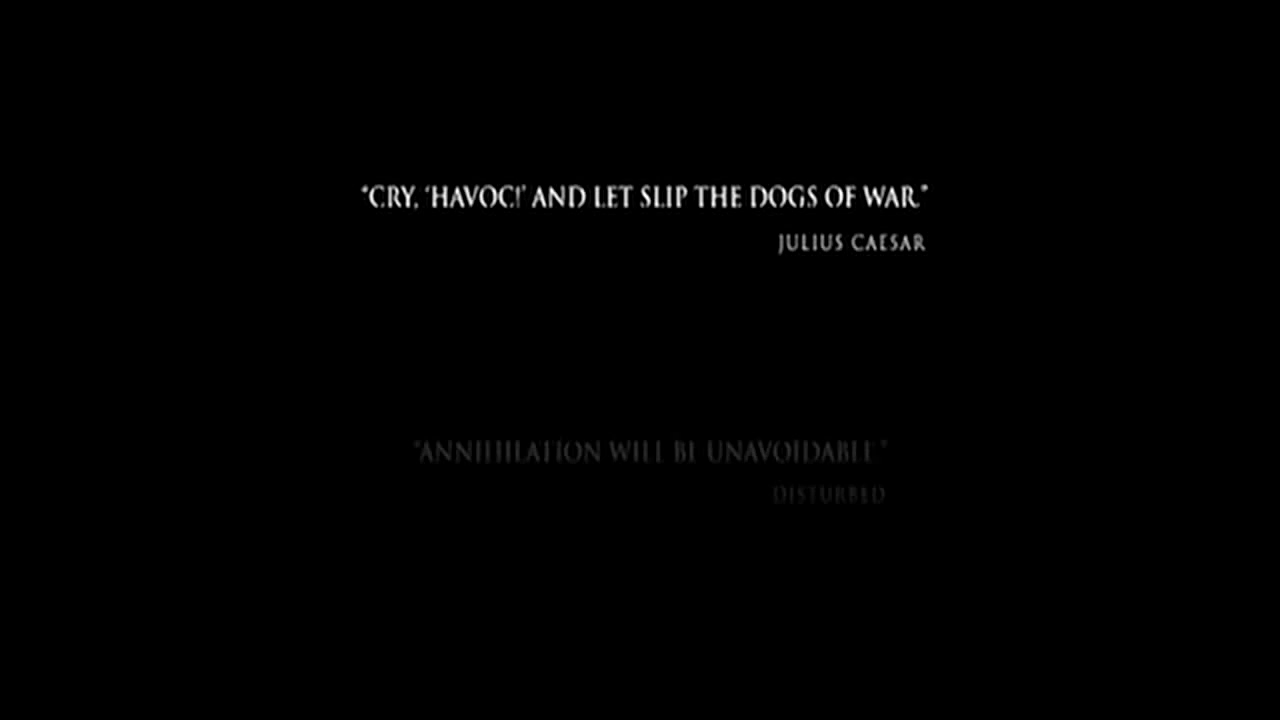 "CRY, 'HAVOC!' AND LET SLIP THE DOGS OF WAR."
JULIUS CAESAR
"ANNIHILATION WILL BE UNAVOIDABLE."
DISTURBED